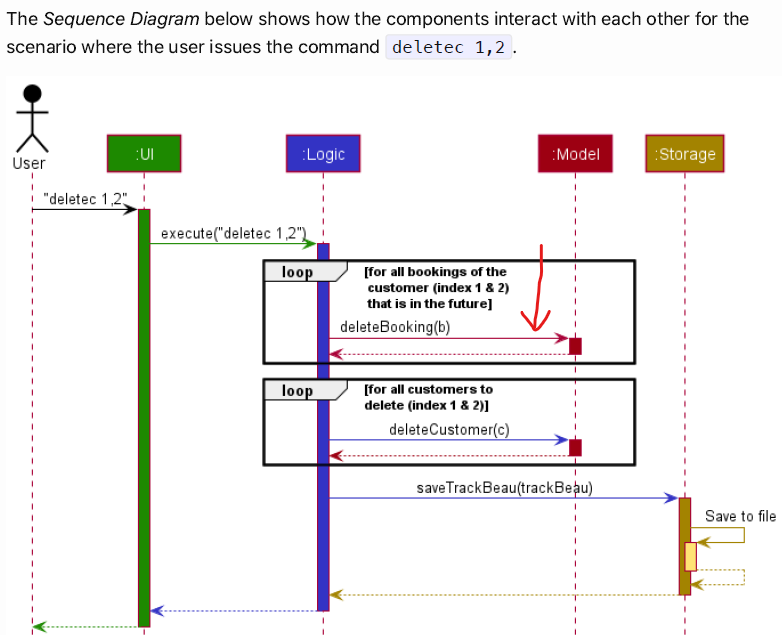 The Sequence Diagram below shows how the components interact with each other for the
scenario where the user issues the command deletec 1,2 .
User
:UI
:Logic
:Model
:Storage
"deletec 1,2"
execute("deletec 1,2")
loop
[for all bookings of the
customer (index 1 & 2)
that is in the future]
deleteBooking(b)
loop
[for all customers to
delete (index 1 & 2)]
deleteCustomer(c)
saveTrackBeau(trackBeau)
Save to file